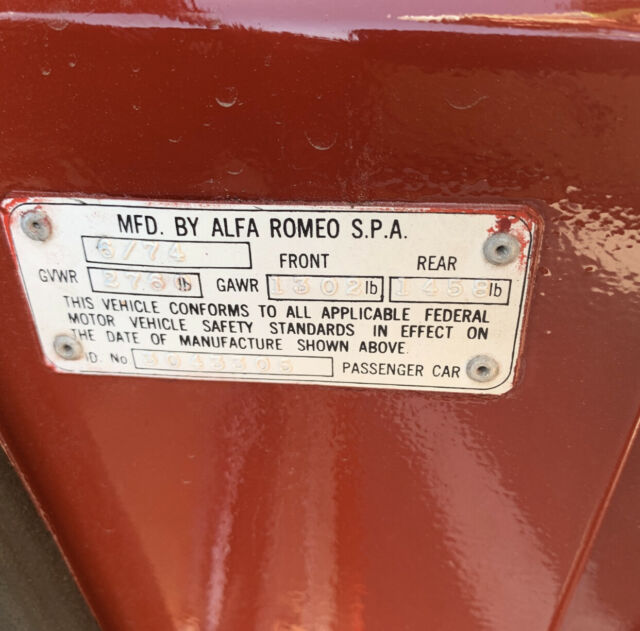 MFD. BY ALFA ROMEO S.P.A.
6/74 FRONT REAR
GVWR 2760 lb GAWR 1302 lb 1458 lb
THIS VEHICLE CONFORMS TO ALL APPLICABLE FEDERAL
MOTOR VEHICLE SAFETY STANDARDS IN EFFECT ON
THE DATE OF MANUFACTURE SHOWN ABOVE.
ID. No PASSENGER CAR